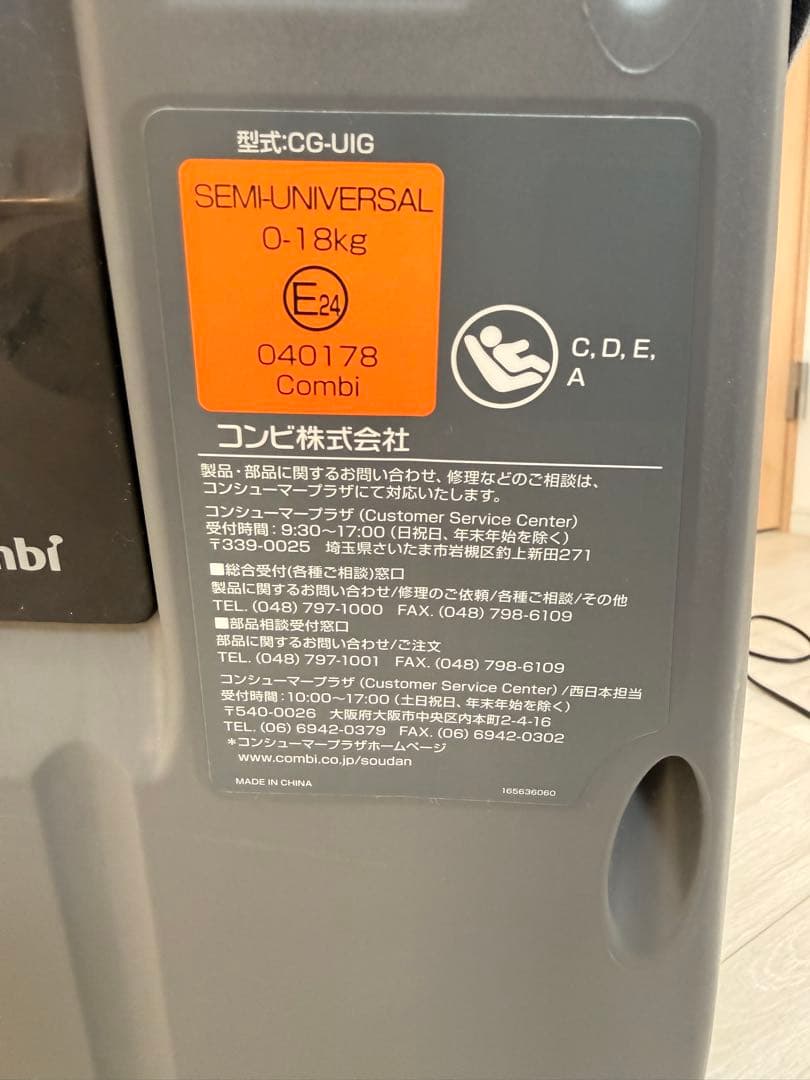 型式:CG-UIG
SEMI-UNIVERSAL
0-18kg
E24
040178
Combi
C, D, E,
A
コンビ株式会社
製品・部品に関するお問い合わせ、修理などのご相談は、
コンシューマープラザにて対応いたします。
コンシューマープラザ (Customer Service Center)
受付時間：9:30~17:00 (日祝日、年末年始を除く)
〒339-0025 埼玉県さいたま市岩槻区釣上新田271
■総合受付(各種ご相談)窓口
製品に関するお問い合わせ/修理のご依頼/各種ご相談/その他
TEL. (048) 797-1000 FAX. (048) 798-6109
■部品相談受付窓口
部品に関するお問い合わせ/ご注文
TEL. (048) 797-1001 FAX. (048) 798-6109
コンシューマープラザ (Customer Service Center) /西日本担当
受付時間：10:00~17:00 (土日祝日、年末年始を除く)
〒540-0026 大阪府大阪市中央区内本町2-4-16
TEL. (06) 6942-0379 FAX. (06) 6942-0302
＊コンシューマープラザホームページ
www.combi.co.jp/soudan
MADE IN CHINA
165636060
mbi